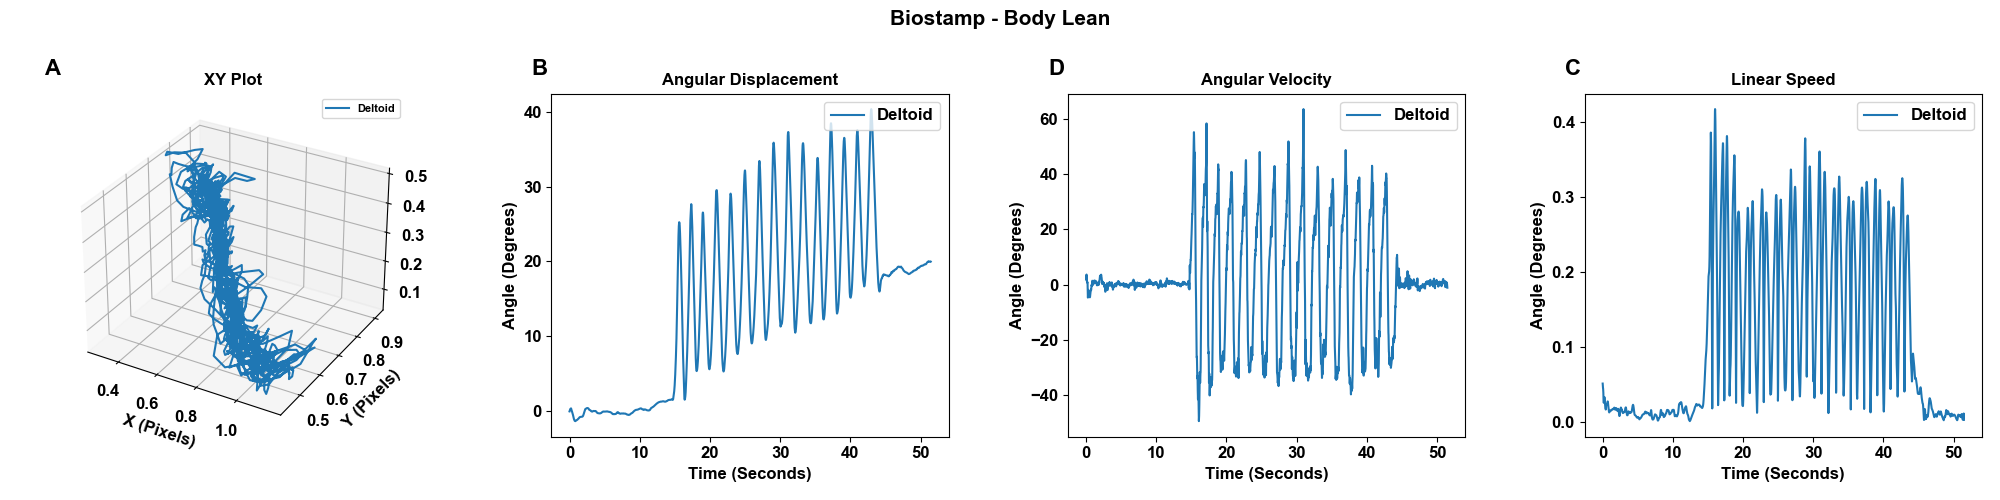 Biostamp - Body Lean
A
XY Plot
Deltoid
0.5
0.4
0.3
0.2
0.1
0.9
0.8
0.7
0.6
0.5
Y (Pixels)
0.4
0.6
0.8
1.0
X (Pixels)
B
Angular Displacement
Deltoid
40
30
20
10
0
Angle (Degrees)
0 10 20 30 40 50
Time (Seconds)
D
Angular Velocity
Deltoid
60
40
20
0
−20
−40
Angle (Degrees)
0 10 20 30 40 50
Time (Seconds)
C
Linear Speed
Deltoid
0.4
0.3
0.2
0.1
0.0
Angle (Degrees)
0 10 20 30 40 50
Time (Seconds)